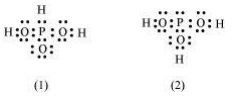 H
H O P O H
O
(1)
O P O H
H O
H
(2)